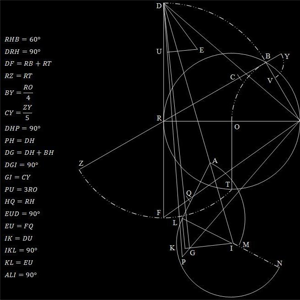 RHB = 60°
DRH = 90°
DF = RB + RT
RZ = RT
BY = RO/4
CY = ZY/5
DHP = 90°
PH = DH
DG = DH + BH
DGI = 90°
GI = CY
PU = 3RO
HQ = RH
EUD = 90°
EU = FQ
IK = DU
IKL = 90°
KL = EU
ALI = 90°
D
U
E
B
Y
C
V
R
O
H
Z
A
T
Q
F
L
K
G
I
M
P
N